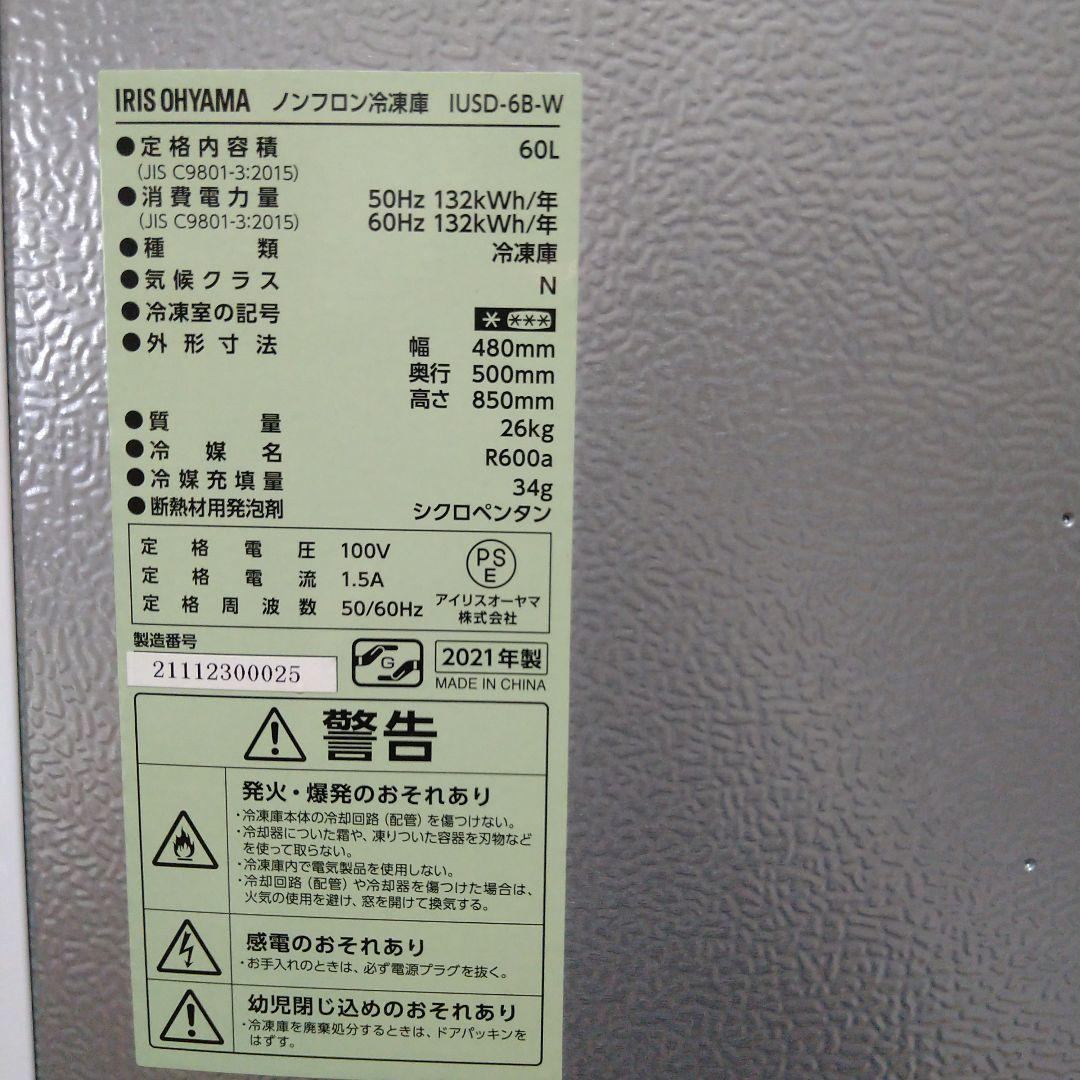 IRIS OHYAMA ノンフロン冷凍庫 IUSD-6B-W
●定格内容積 60L
(JIS C9801-3:2015)
●消費電力量 50Hz 132kWh/年
(JIS C9801-3:2015) 60Hz 132kWh/年
●種類 冷凍庫
●気候クラス N
●冷凍室の記号 * ***
●外形寸法 幅 480mm
奥行 500mm
高さ 850mm
●質量 26kg
●冷媒名 R600a
●冷媒充填量 34g
●断熱材用発泡剤 シクロペンタン
定格電圧 100V
定格電流 1.5A
定格周波数 50/60Hz
PS
E
アイリスオーヤマ
株式会社
製造番号
21112300025
G
2021年製
MADE IN CHINA
警告
発火・爆発のおそれあり
・冷凍庫本体の冷却回路（配管）を傷つけない。
・冷却器についた霜や、凍りついた容器を刃物など
を使って取らない。
・冷凍庫内で電気製品を使用しない。
・冷却回路（配管）や冷却器を傷つけた場合は、
火気の使用を避け、窓を開けて換気する。
感電のおそれあり
・お手入れのときは、必ず電源プラグを抜く。
幼児閉じ込めのおそれあり
・冷凍庫を廃棄処分するときは、ドアパッキンを
はずす。